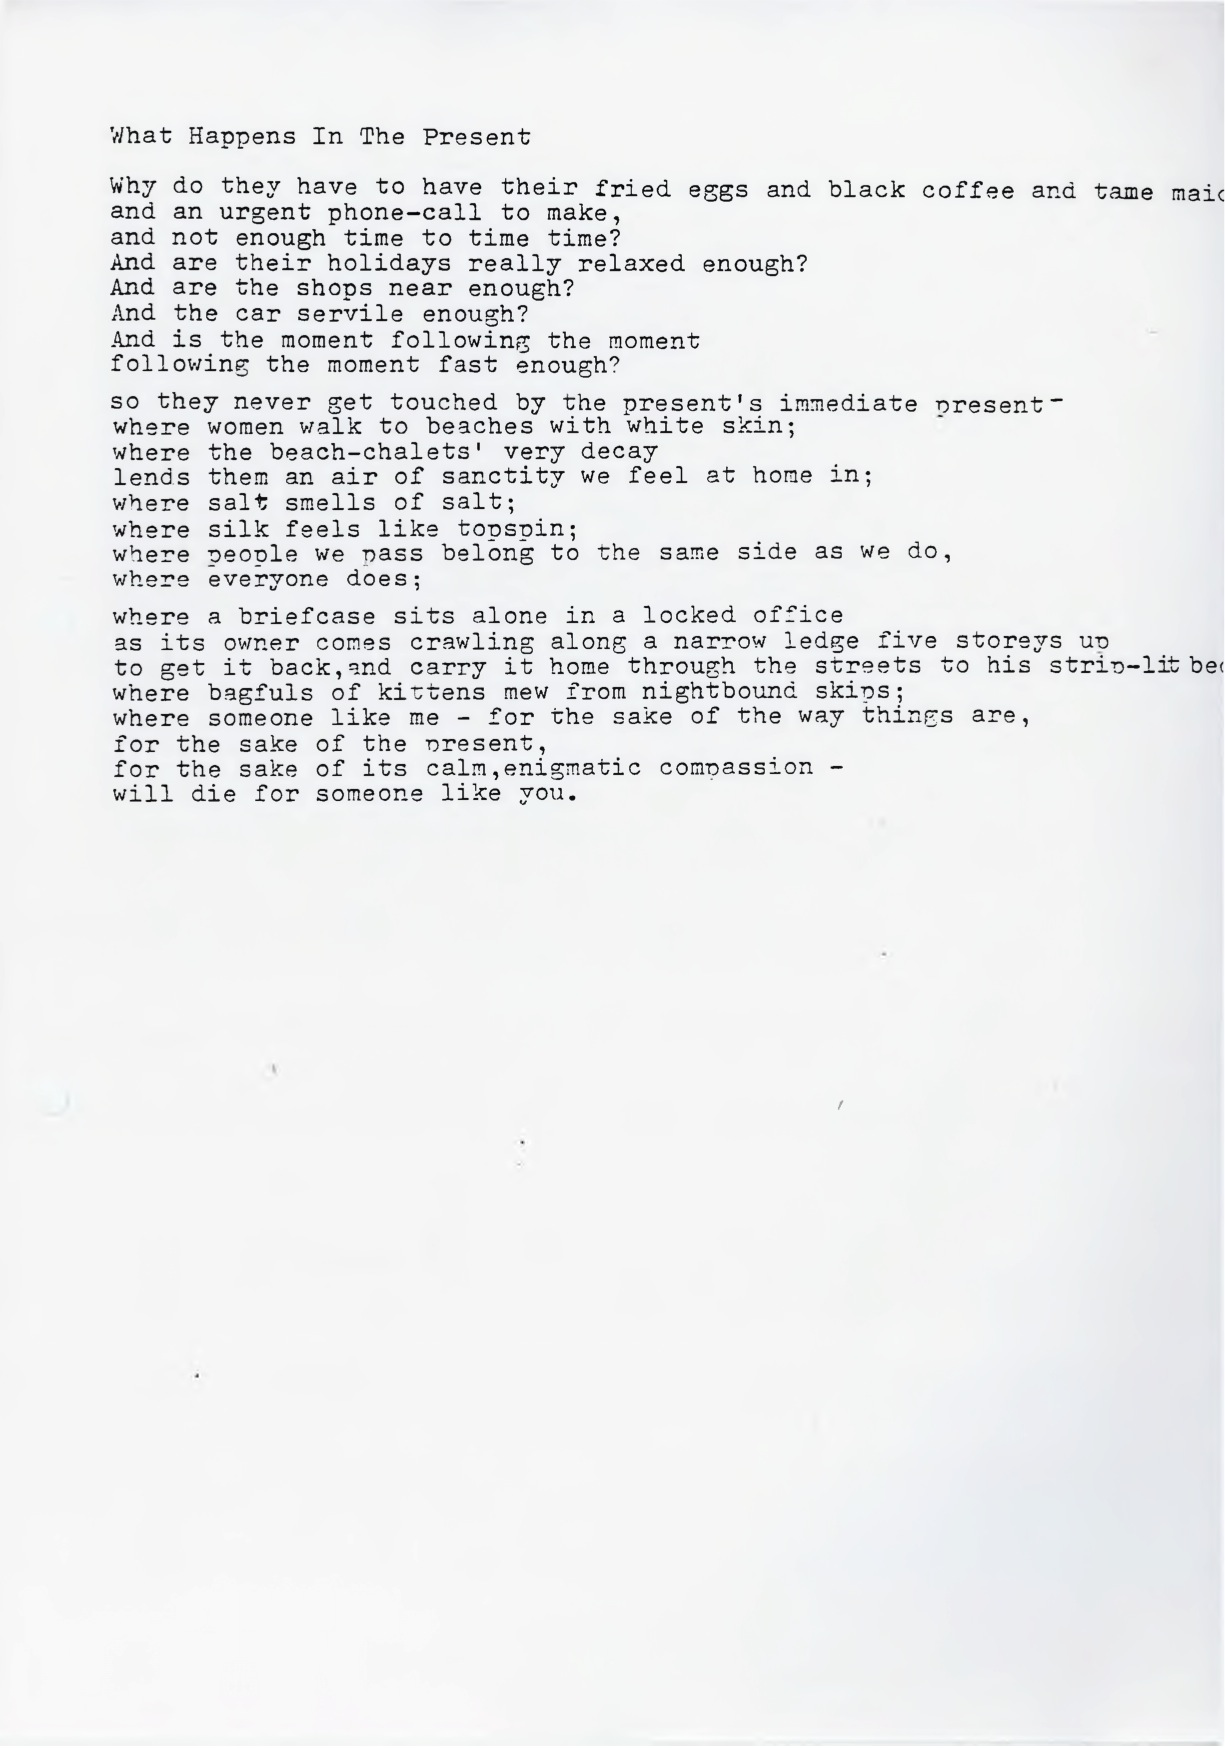 What Happens In The Present
Why do they have to have their fried eggs and black coffee and tame
and an urgent phone-call to make,
and not enough time to time time?
And are their holidays really relaxed enough?
And are the shops near enough?
And the car servile enough?
And is the moment following the moment
following the moment fast enough?
so they never get touched by the present's immediate present-
where women walk to beaches with white skin;
where the beach-chalets' very decay
lends them an air of sanctity we feel at home in;
where salt smells of salt;
where silk feels like topspin;
where people we pass belong to the same side as we do,
where everyone does;
where a briefcase sits alone in a locked office
as its owner comes crawling along a narrow ledge five storeys up
to get it back,and carry it home through the streets to his strip-lit
where bagfuls of kittens mew from nightbound skips;
where someone like me - for the sake of the way things are,
for the sake of the present,
for the sake of its calm,enigmatic compassion -
will die for someone like you.